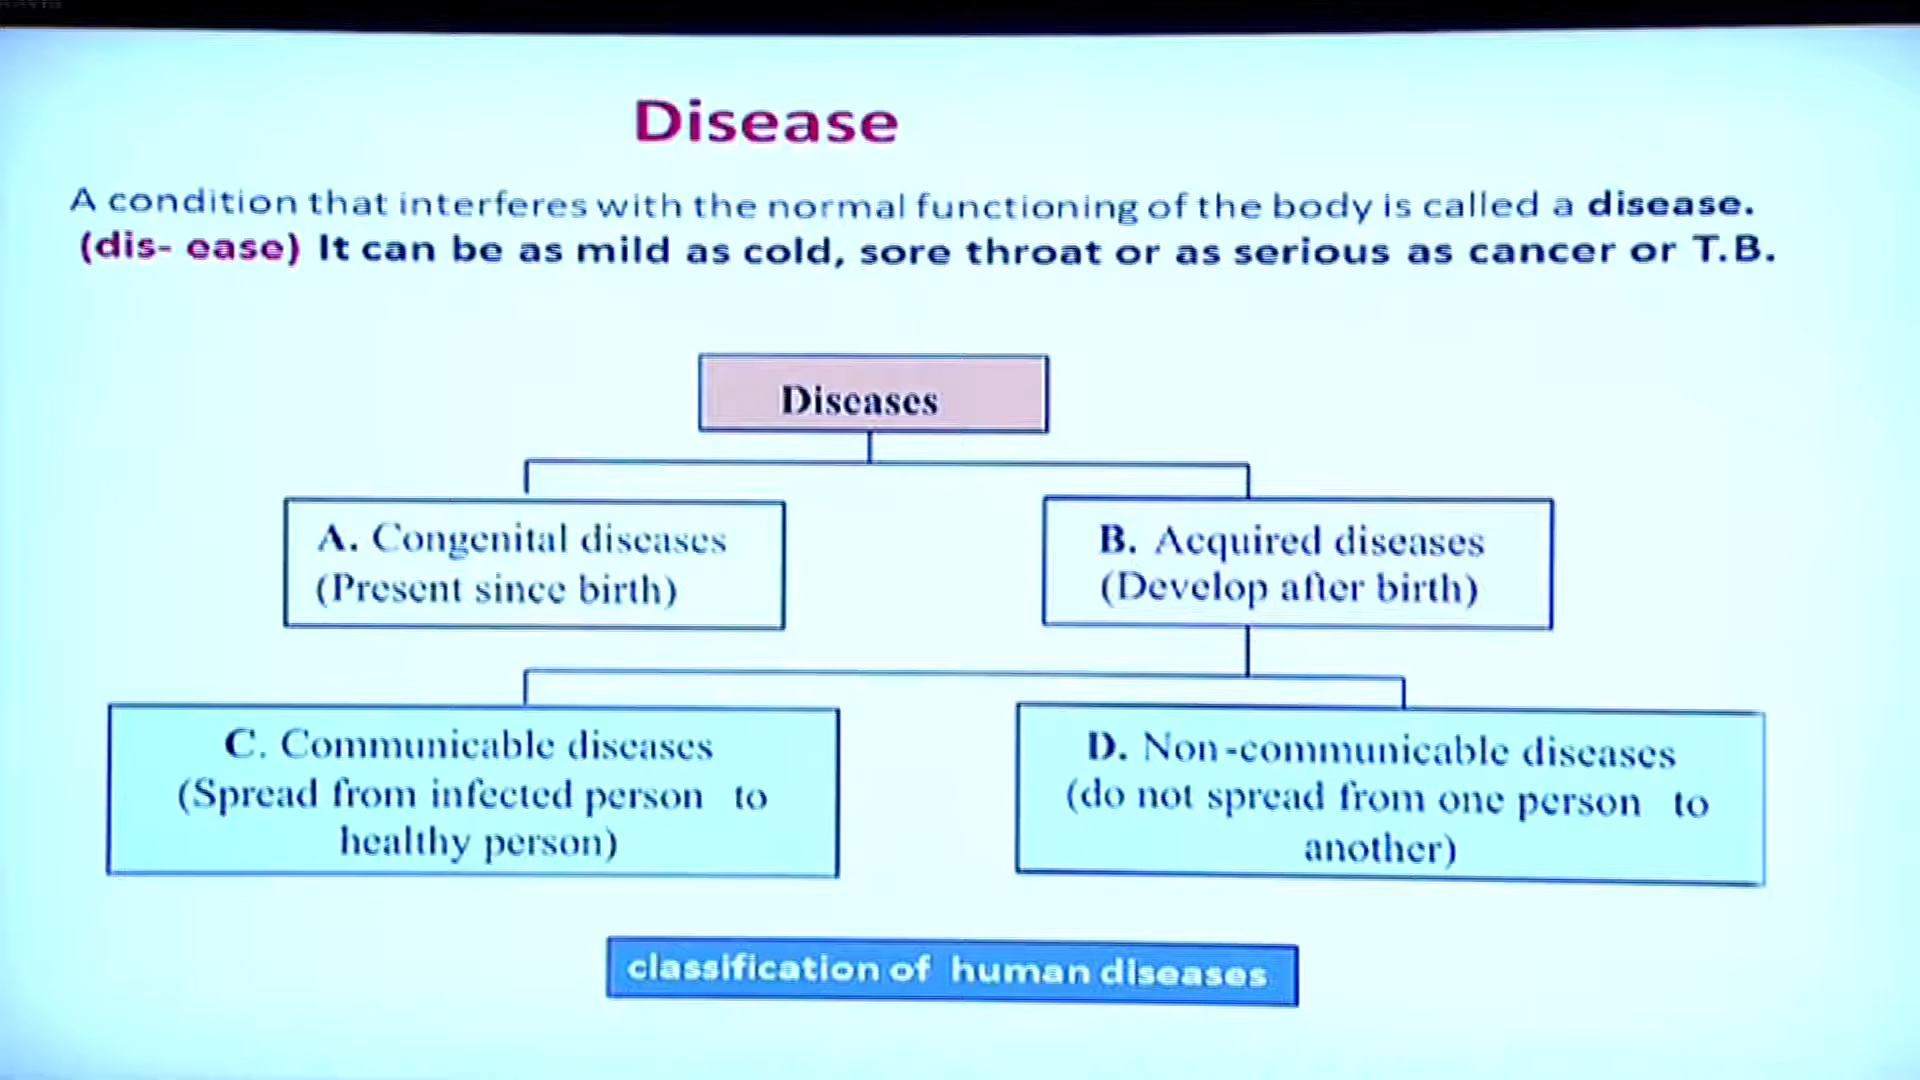 Disease
A condition that interferes with the normal functioning of the body is called a disease.
(dis- ease) It can be as mild as cold, sore throat or as serious as cancer or T.B.
Diseases
A. Congenital diseases
(Present since birth)
B. Acquired diseases
(Develop after birth)
C. Communicable diseases
(Spread from infected person to
healthy person)
D. Non-communicable diseases
(do not spread from one person to
another)
classification of human diseases